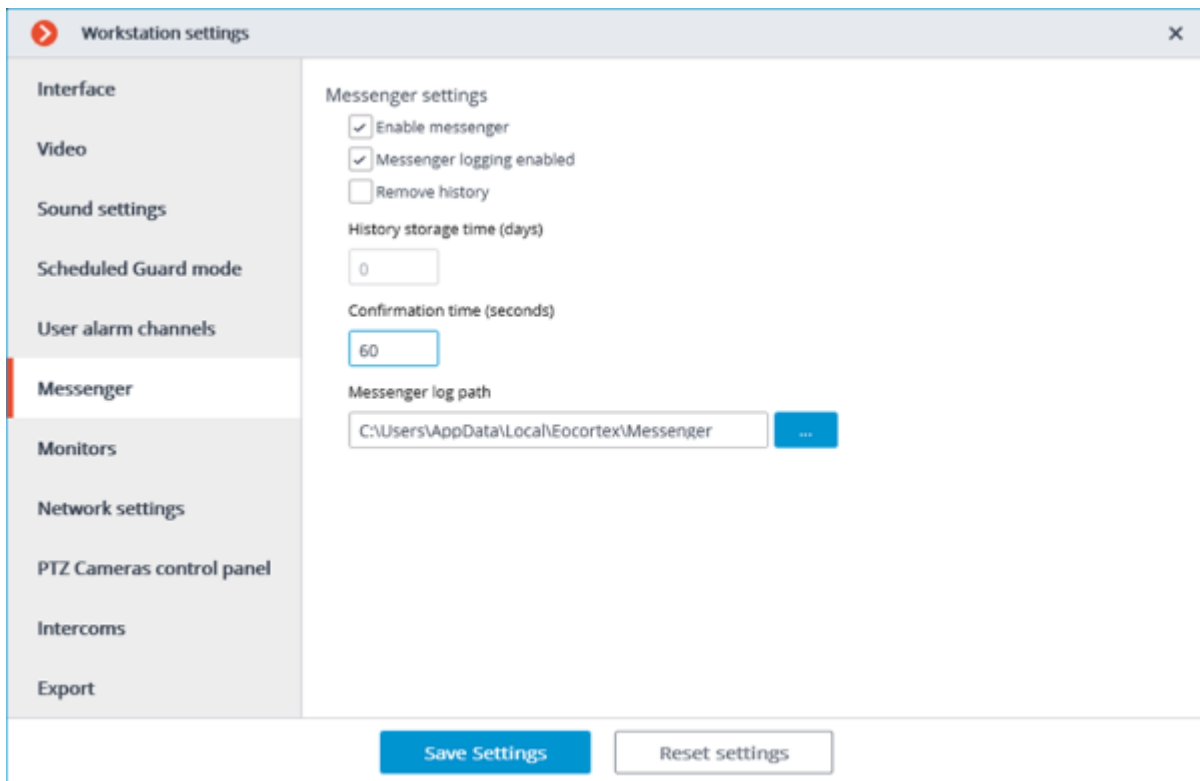 Workstation settings
Interface
Video
Sound settings
Scheduled Guard mode
User alarm channels
Messenger
Monitors
Network settings
PTZ Cameras control panel
Intercoms
Export
Messenger settings
Enable messenger
Messenger logging enabled
Remove history
History storage time (days)
0
Confirmation time (seconds)
60
Messenger log path
C:\Users\AppData\Local\Eocortex\Messenger
...
Save Settings
Reset settings